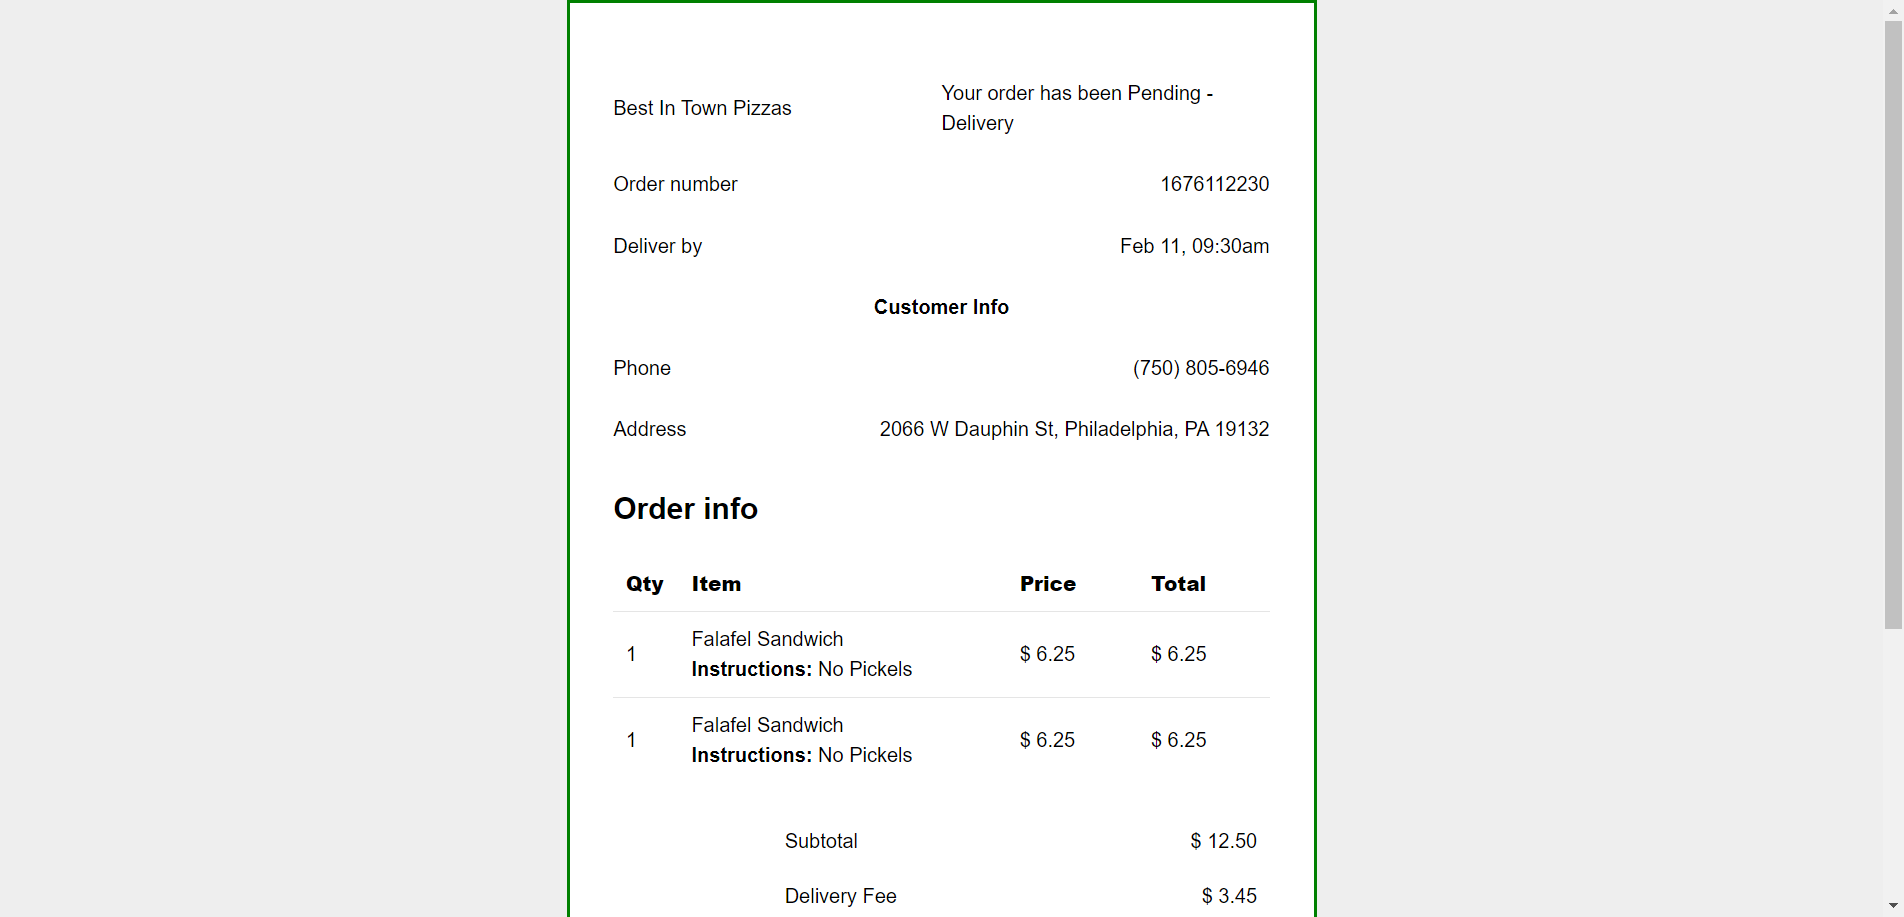 Best In Town Pizzas
Your order has been Pending -
Delivery
Order number 1676112230
Deliver by Feb 11, 09:30am
Customer Info
Phone (750) 805-6946
Address 2066 W Dauphin St, Philadelphia, PA 19132
Order info
Qty Item Price Total
1 Falafel Sandwich $ 6.25 $ 6.25
Instructions: No Pickels
1 Falafel Sandwich $ 6.25 $ 6.25
Instructions: No Pickels
Subtotal $ 12.50
Delivery Fee $ 3.45